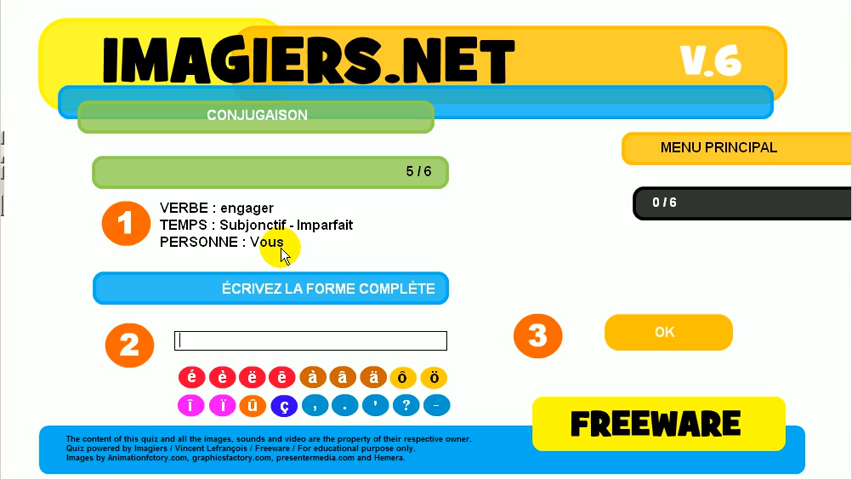 IMAGIERS.NET
V.6
CONJUGAISON
MENU PRINCIPAL
5 / 6
0 / 6
1
VERBE : engager
TEMPS : Subjonctif - Imparfait
PERSONNE : Vous
ÉCRIVEZ LA FORME COMPLÈTE
2
3
OK
é è ë ê à â ä ô ö
î ï û ç , . ' ? -
FREEWARE
The content of this quiz and all the images, sounds and video are the property of their respective owner.
Quiz powered by Imagiers / Vincent Lefrançois / Freeware / For educational purpose only.
Images by Animationfctory.com, graphicsfactory.com, presentermedia.com and Hemera.